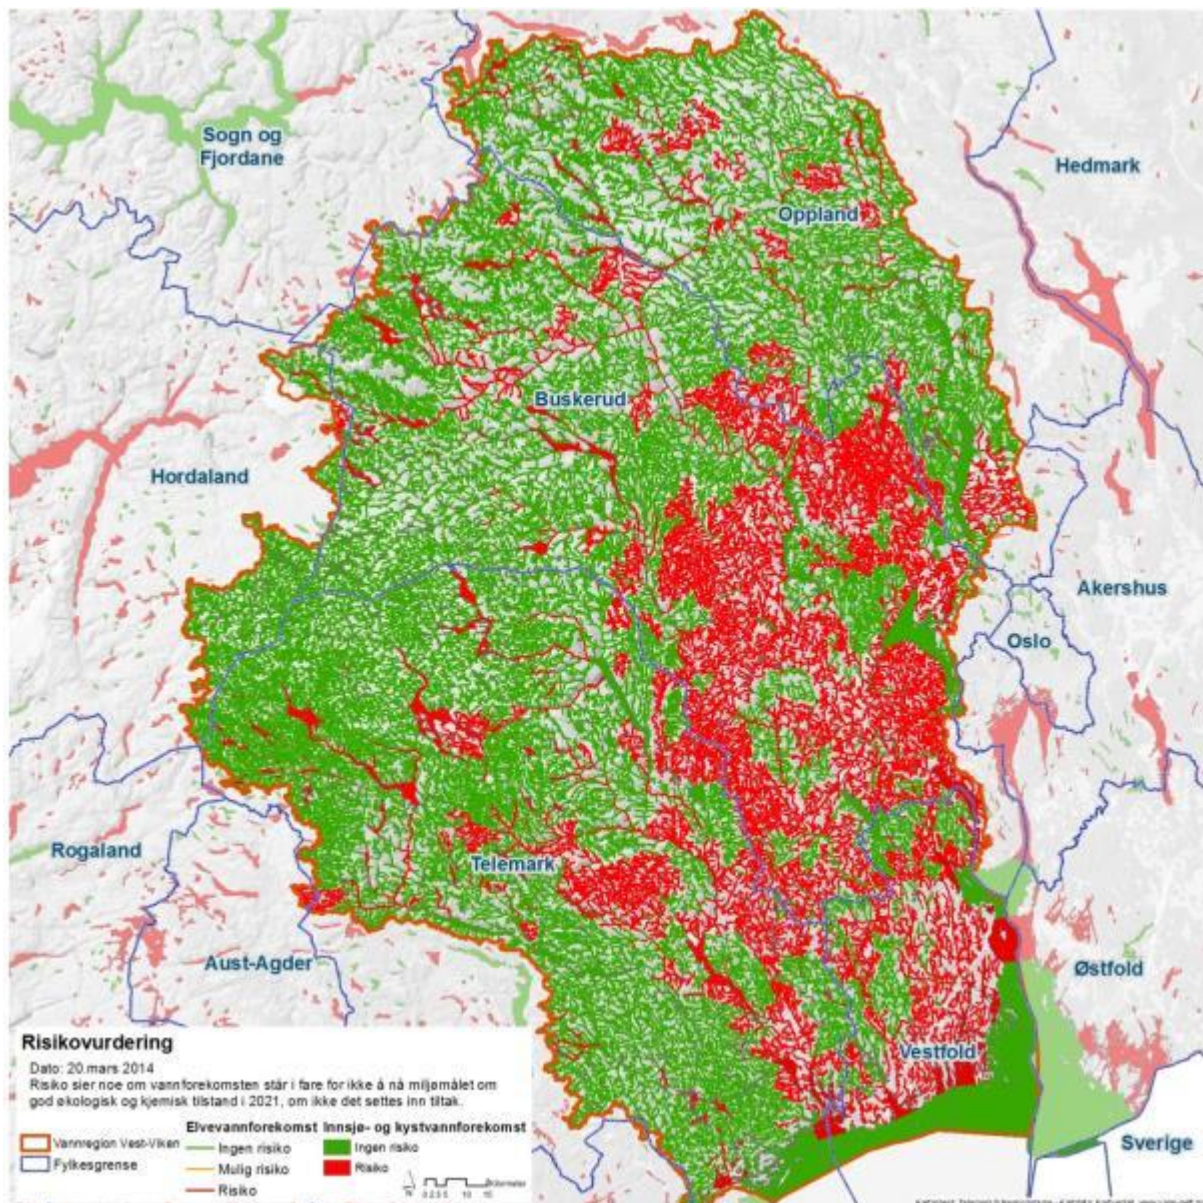 Sogn og
Fjordane
Hedmark
Oppland
Buskerud
Hordaland
Akershus
Oslo
Rogaland
Telemark
Aust-Agder
Østfold
Vestfold
Sverige
Risikovurdering
Dato: 20.mars 2014
Risiko sier noe om vannforekomsten står i fare for ikke å nå miljømålet om
god økologisk og kjemisk tilstand i 2021, om ikke det settes inn tiltak.
Vannregion Vest-Viken
Fylkesgrense
Elvevannforekomst
Ingen risiko
Mulig risiko
Risiko
Innsjø- og kystvannforekomst
Ingen risiko
Risiko
N